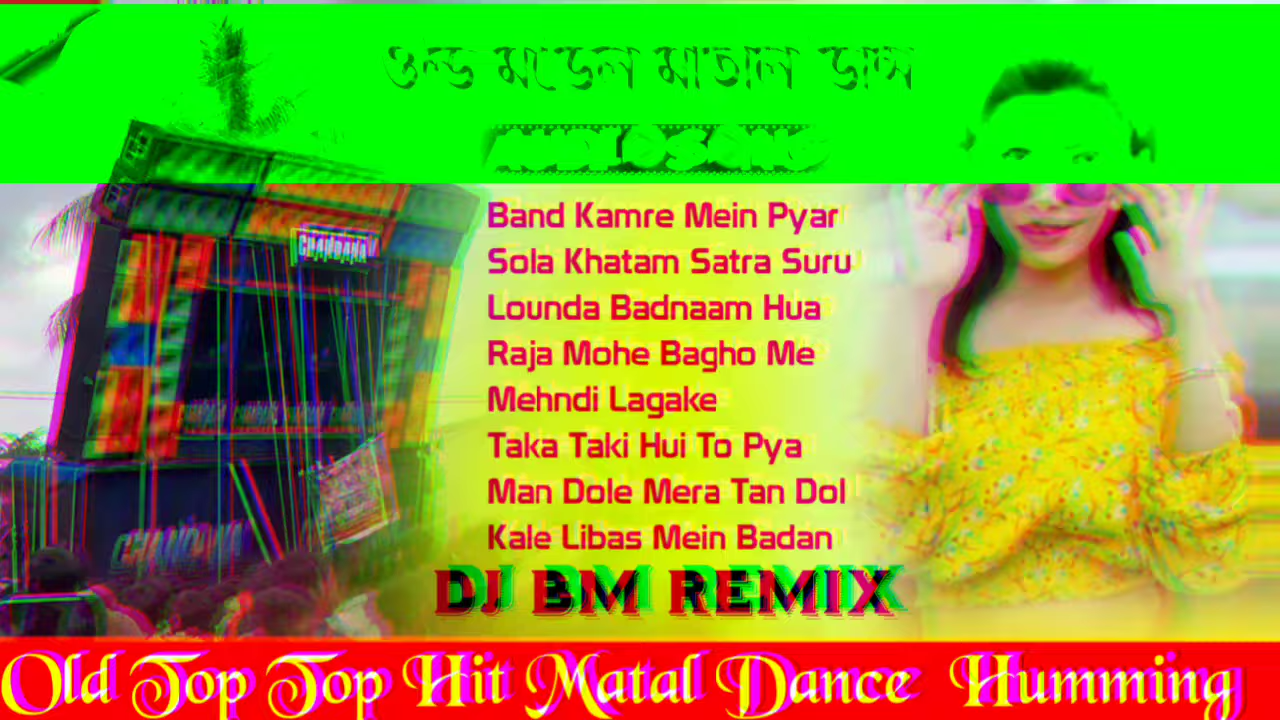 ওল্ড মডেল মাতাল ডান্স
CHANDANA
Band Kamre Mein Pyar
Sola Khatam Satra Suru
Lounda Badnaam Hua
Raja Mohe Bagho Me
Mehndi Lagake
Taka Taki Hui To Pya
Man Dole Mera Tan Dol
Kale Libas Mein Badan
CHANDANA
DJ BM REMIX
Old Top Top Hit Matal Dance Humming